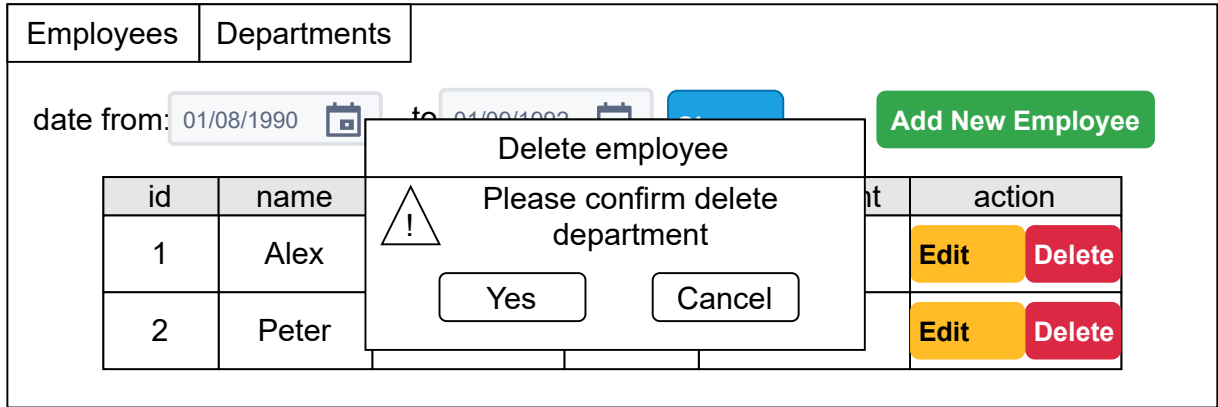 Employees Departments
date from: 01/08/1990 to Add New Employee
Delete employee
id name action
Please confirm delete
department
1 Alex Edit Delete
Yes Cancel
2 Peter Edit Delete